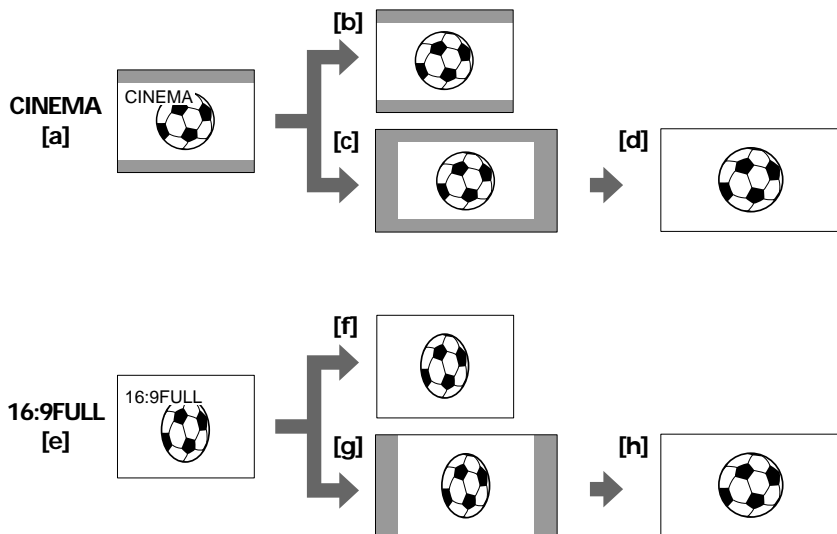 [b]
CINEMA
CINEMA
[a]
[c]
[d]
[f]
16:9FULL
16:9FULL
[e]
[g]
[h]